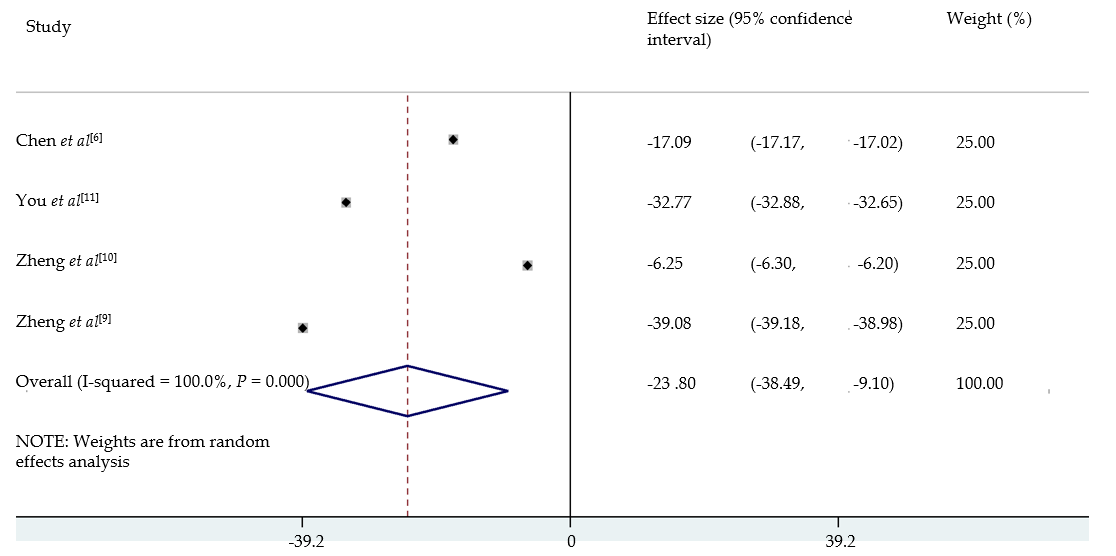 Study Effect size (95% confidence interval) Weight (%)
Chen et al[6] -17.09 (-17.17, -17.02) 25.00
You et al[11] -32.77 (-32.88, -32.65) 25.00
Zheng et al[10] -6.25 (-6.30, -6.20) 25.00
Zheng et al[9] -39.08 (-39.18, -38.98) 25.00
Overall (I-squared = 100.0%, P = 0.000) -23 .80 (-38.49, -9.10) 100.00
NOTE: Weights are from random
effects analysis
-39.2 0 39.2